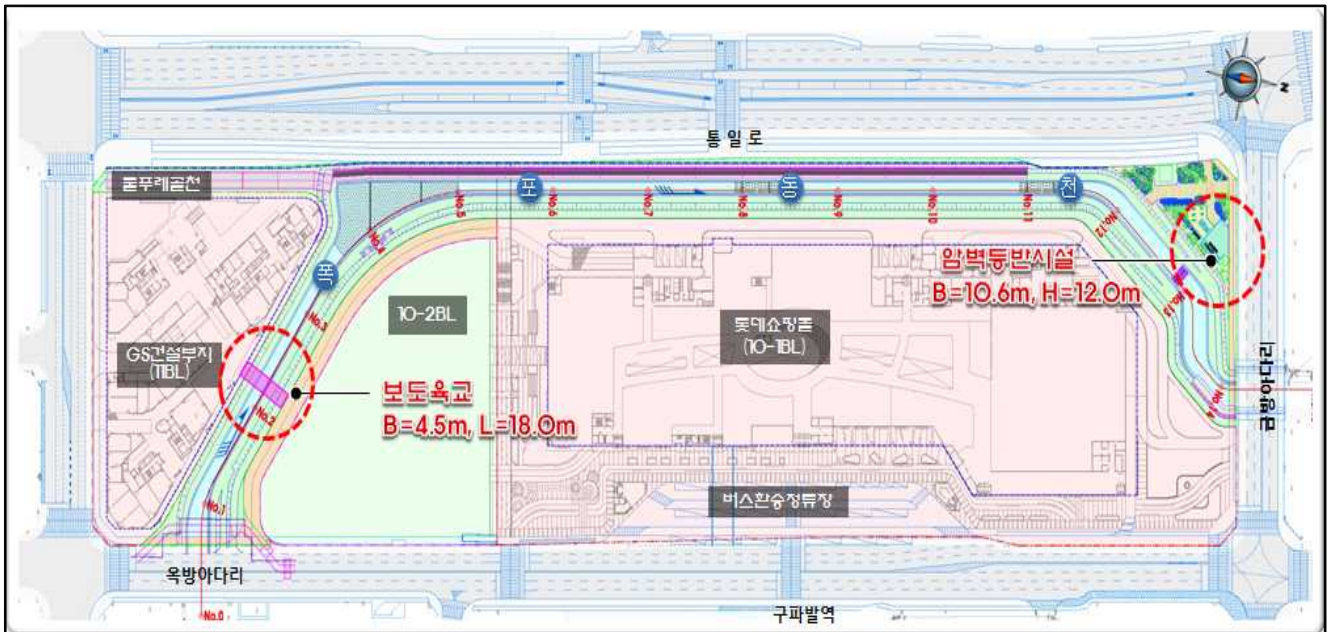 N
통일로
물푸레골천
포
동
천
No.5
No.6
No.7
No.8
No.9
No.10
No.11
No.12
No.4
폭
암벽등반시설
B=10.6m, H=12.0m
No.13
10-2BL
롯데쇼핑몰
(10-1BL)
No.3
GS건설부지
(11BL)
보도육교
B=4.5m, L=18.0m
금방아다리
No.14
No.2
버스환승정류장
No.1
옥방아다리
No.0
구파발역